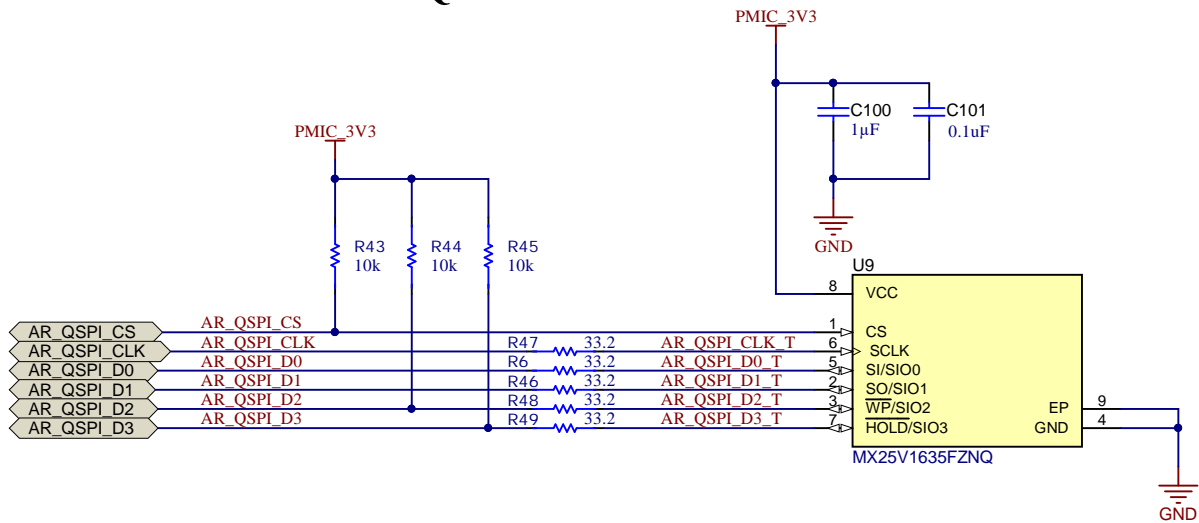 Q
PMIC_3V3
C100
1µF
C101
0.1uF
PMIC_3V3
GND
R43
10k
R44
10k
R45
10k
U9
8 VCC
AR_QSPI_CS AR_QSPI_CS 1 CS
AR_QSPI_CLK AR_QSPI_CLK R47 33.2 AR_QSPI_CLK_T 6 SCLK
AR_QSPI_D0 AR_QSPI_D0 R6 33.2 AR_QSPI_D0_T 5 SI/SIO0
AR_QSPI_D1 AR_QSPI_D1 R46 33.2 AR_QSPI_D1_T 2 SO/SIO1
AR_QSPI_D2 AR_QSPI_D2 R48 33.2 AR_QSPI_D2_T 3 WP/SIO2 EP 9
AR_QSPI_D3 AR_QSPI_D3 R49 33.2 AR_QSPI_D3_T 7 HOLD/SIO3 GND 4
MX25V1635FZNQ
GND